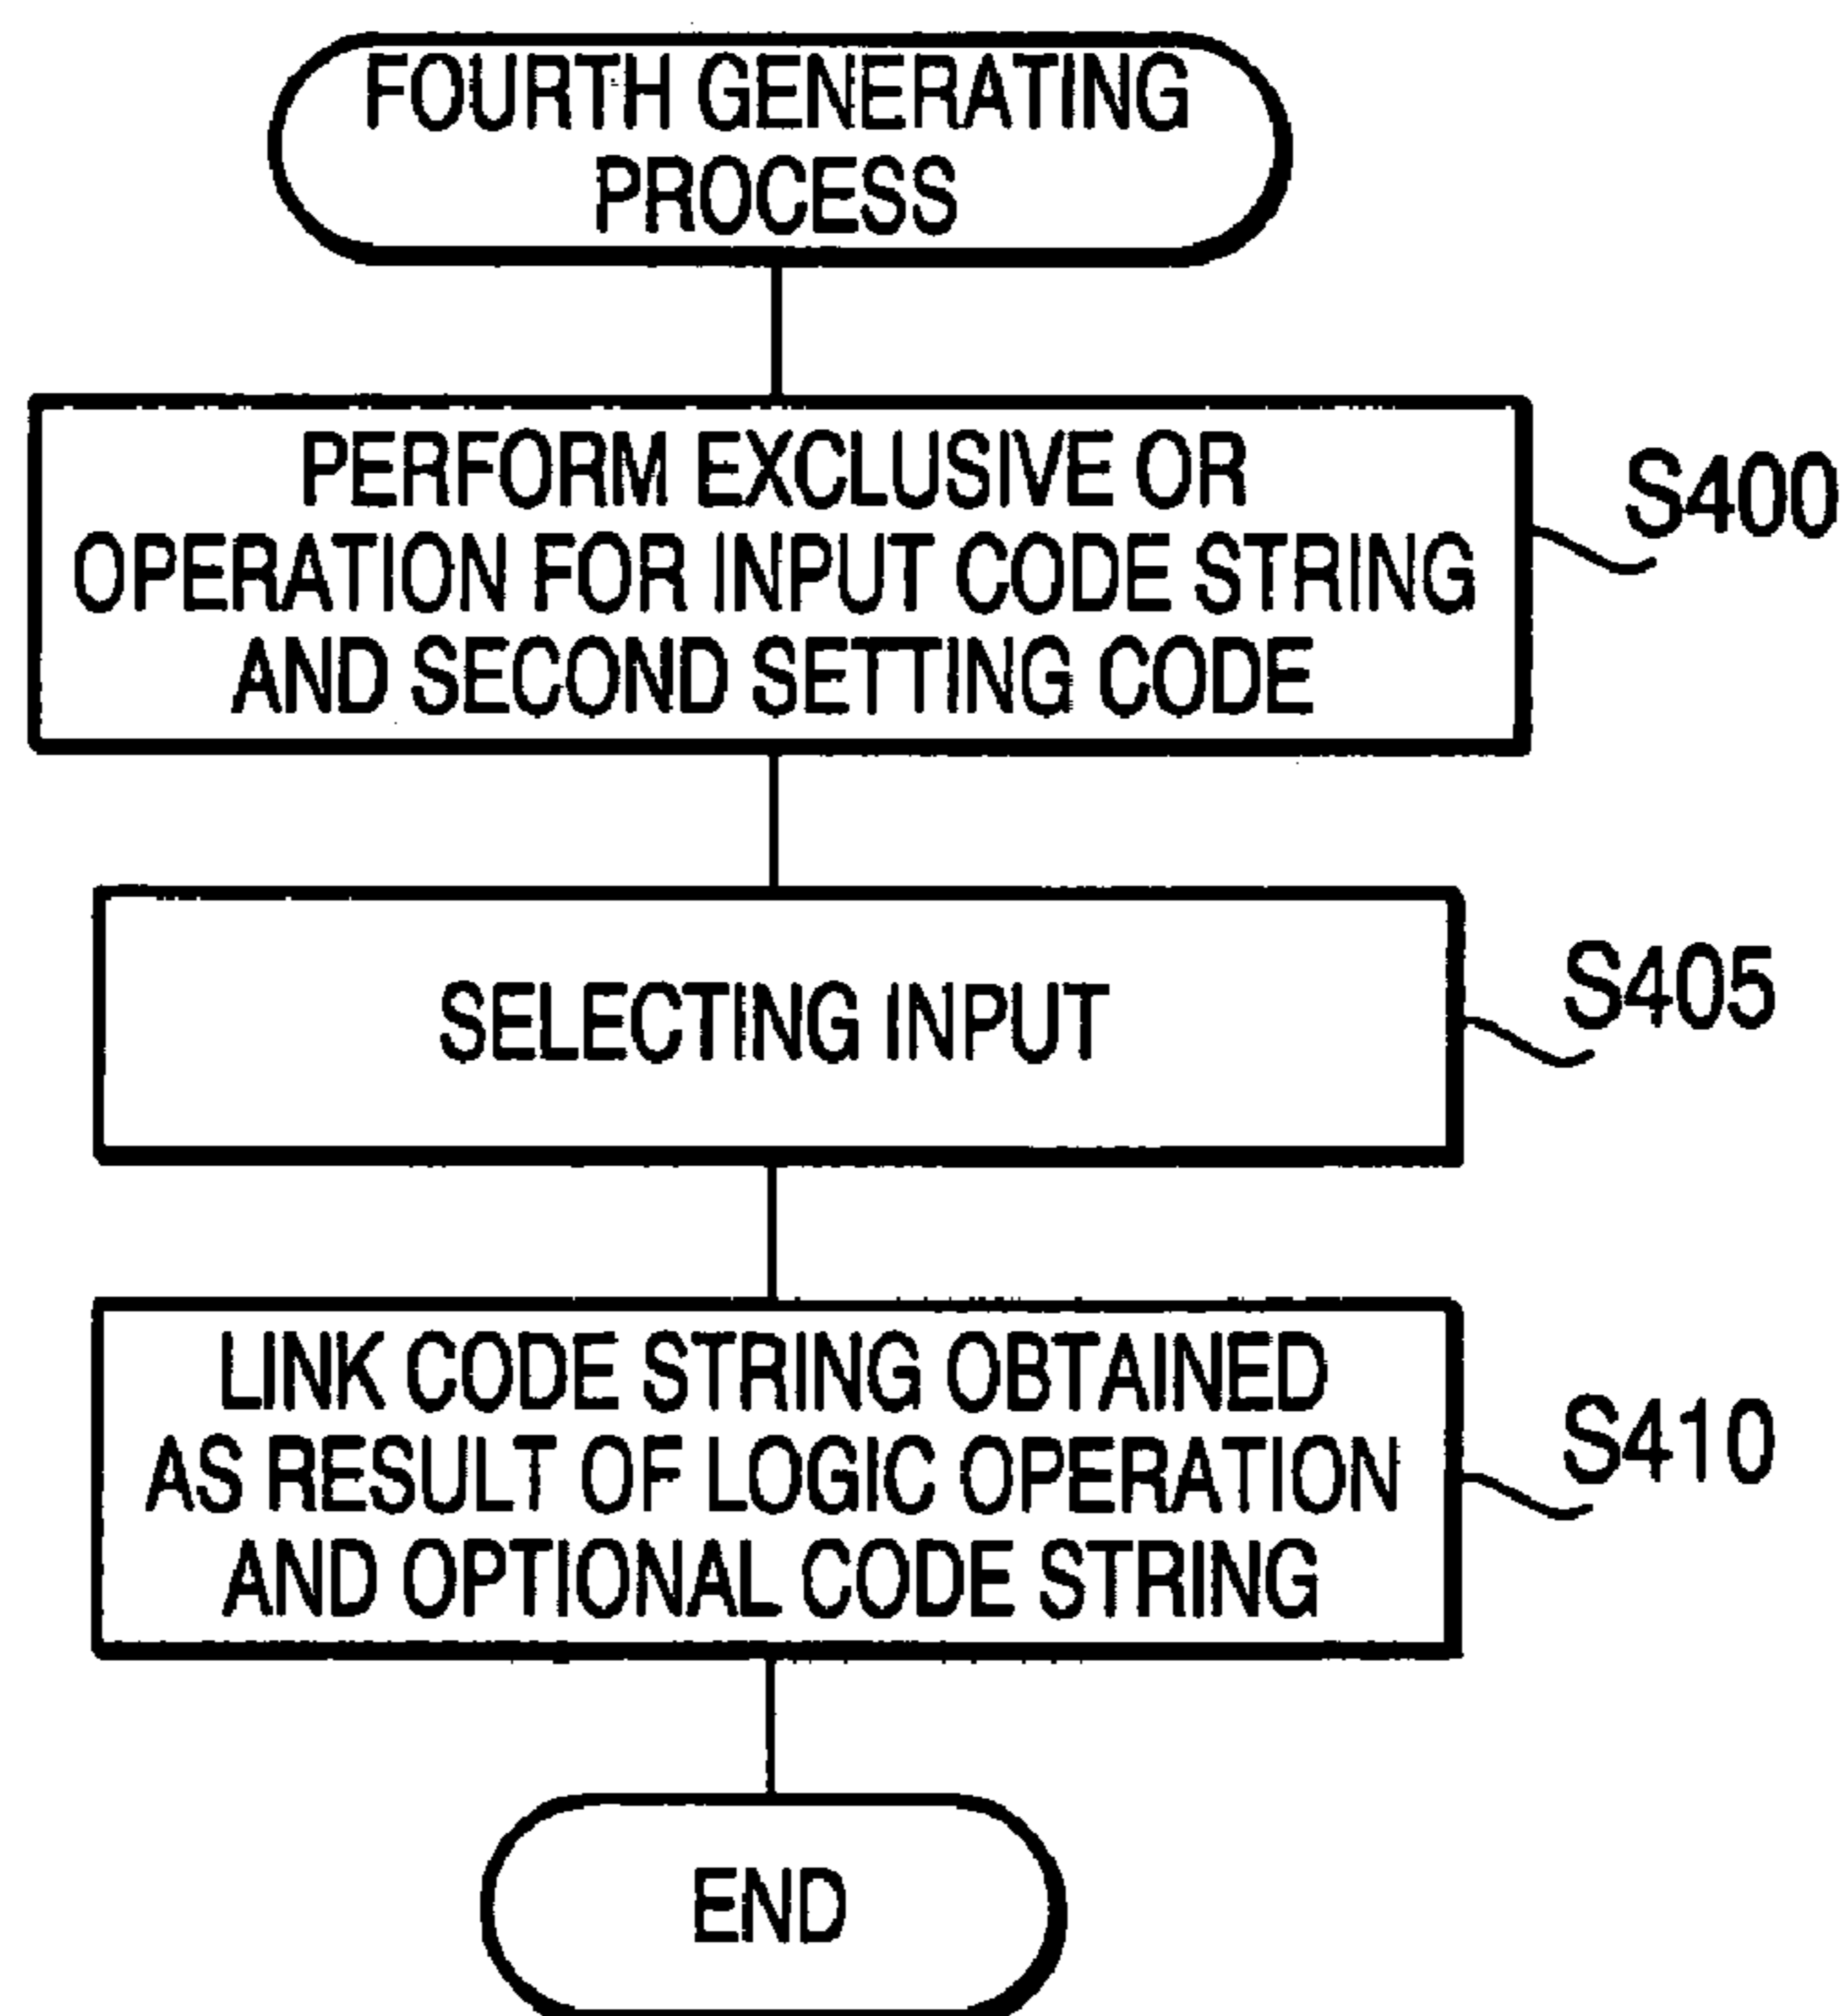 FOURTH GENERATING
PROCESS
PERFORM EXCLUSIVE OR
OPERATION FOR INPUT CODE STRING
AND SECOND SETTING CODE
S400
SELECTING INPUT
S405
LINK CODE STRING OBTAINED
AS RESULT OF LOGIC OPERATION
AND OPTIONAL CODE STRING
S410
END